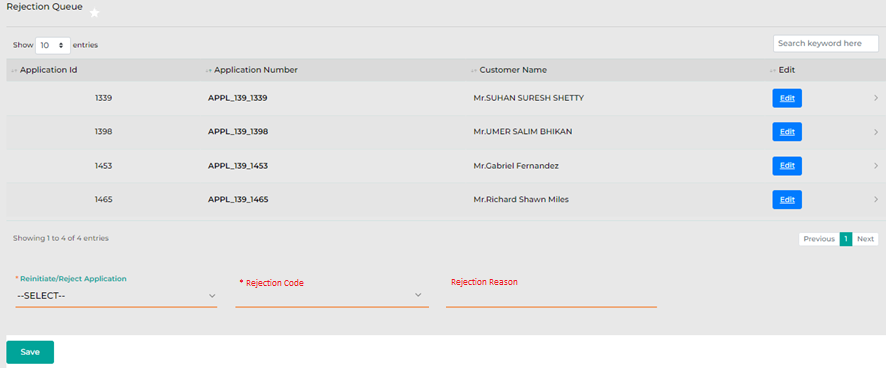 Rejection Queue
Show 10 entries
Search keyword here
Application Id Application Number Customer Name Edit
1339 APPL_139_1339 Mr.SUHAN SURESH SHETTY Edit
1398 APPL_139_1398 Mr.UMER SALIM BHIKAN Edit
1453 APPL_139_1453 Mr.Gabriel Fernandez Edit
1465 APPL_139_1465 Mr.Richard Shawn Miles Edit
Showing 1 to 4 of 4 entries
Previous 1 Next
* Reinitiate/Reject Application * Rejection Code Rejection Reason
--SELECT--
Save